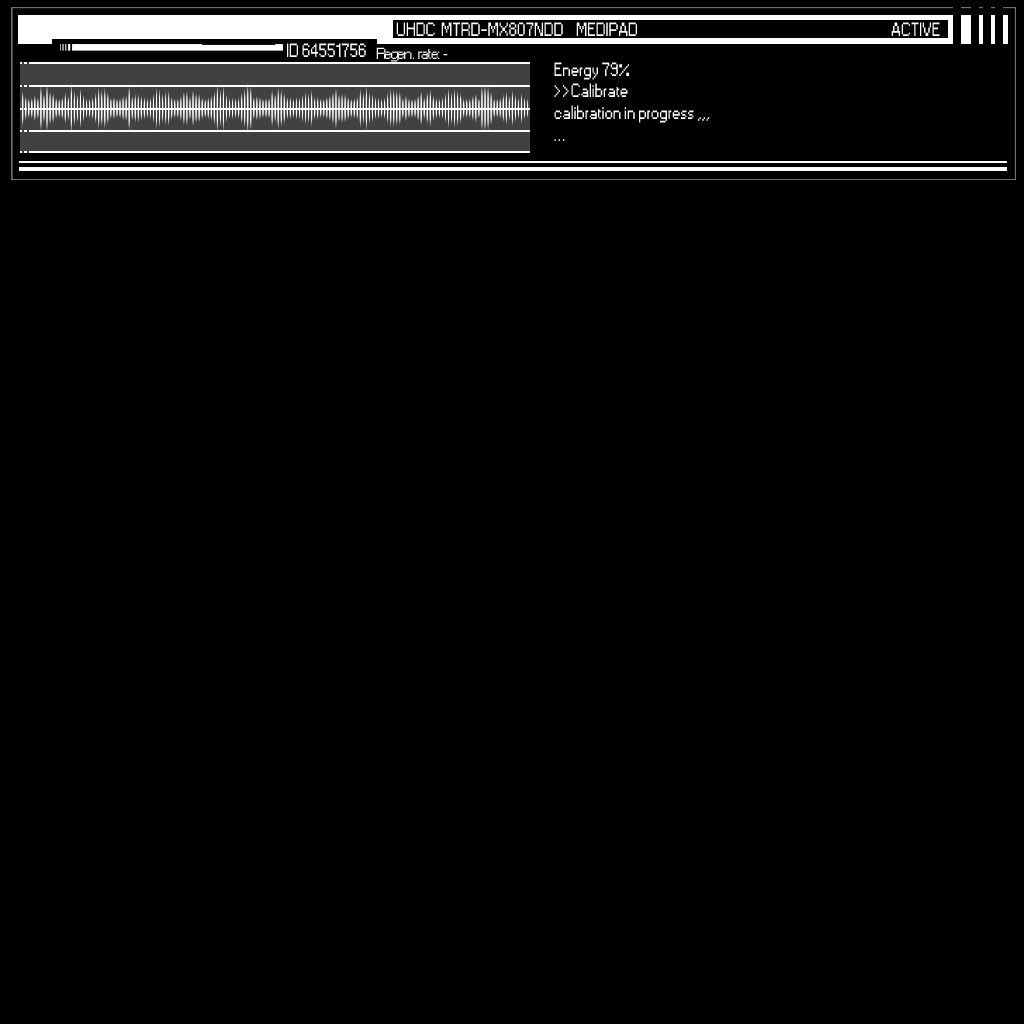 UHDC MTRD-MX807NDD MEDIPAD ACTIVE
ID 64551756 Regen. rate: -
Energy 79%
>>Calibrate
calibration in progress ,,,
...